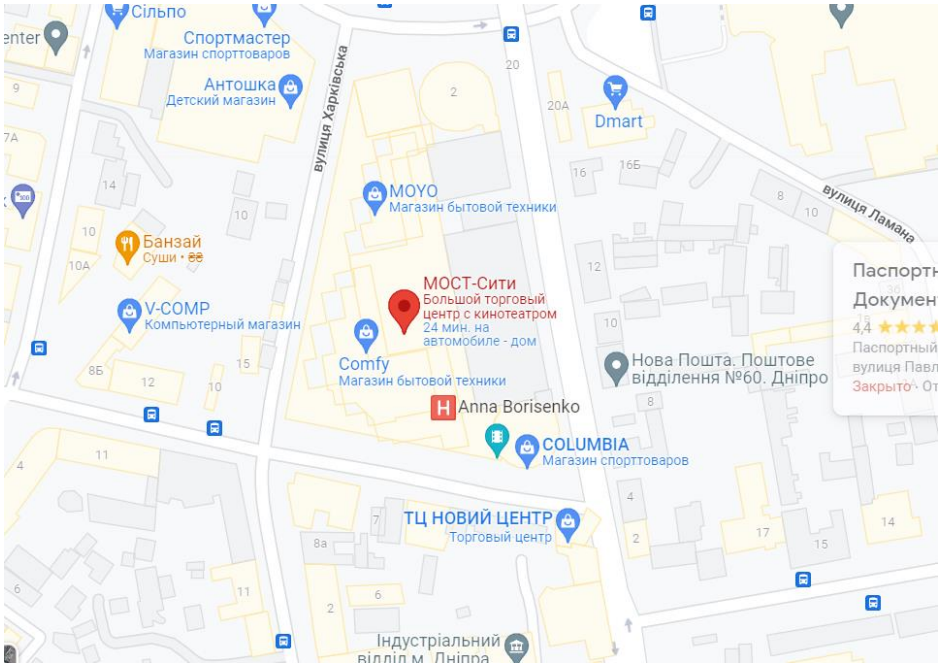 Сільпо
enter
Спортмастер
Магазин спорттоваров
Антошка
Детский магазин
9
7A
14
10
10
10A
вулиця Харківська
2
20
20A
Dmart
16
16Б
8
10
вулиця Ламана
MOYO
Магазин бытовой техники
Банзай
Суши • ₴₴
V-COMP
Компьютерный магазин
МОСТ-Сити
Большой торговый
центр с кинотеатром
24 мин. на
автомобиле - дом
Comfy
Магазин бытовой техники
12
10
Паспортн
Докумен
4,4
Паспортный
вулиця Павл
Закрыто · От
Нова Пошта. Поштове
відділення №60. Дніпро
8
8Б
12
10
15
H Anna Borisenko
COLUMBIA
Магазин спорттоваров
4
11
ТЦ НОВИЙ ЦЕНТР
Торговый центр
7
8а
4
2
17
15
14
6
11
2
6
Індустріальний
відділ м. Дніпра